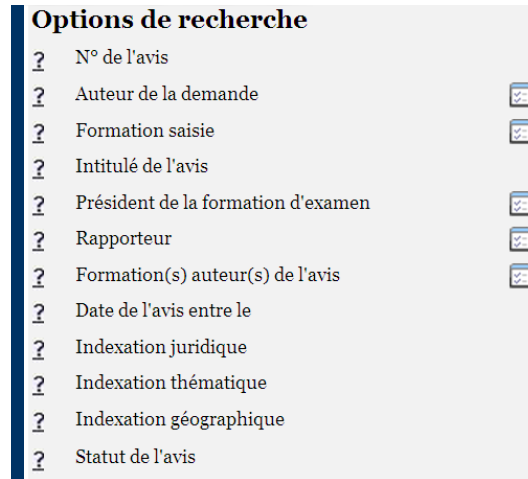 Options de recherche
? N° de l'avis
? Auteur de la demande
? Formation saisie
? Intitulé de l'avis
? Président de la formation d'examen
? Rapporteur
? Formation(s) auteur(s) de l'avis
? Date de l'avis entre le
? Indexation juridique
? Indexation thématique
? Indexation géographique
? Statut de l'avis